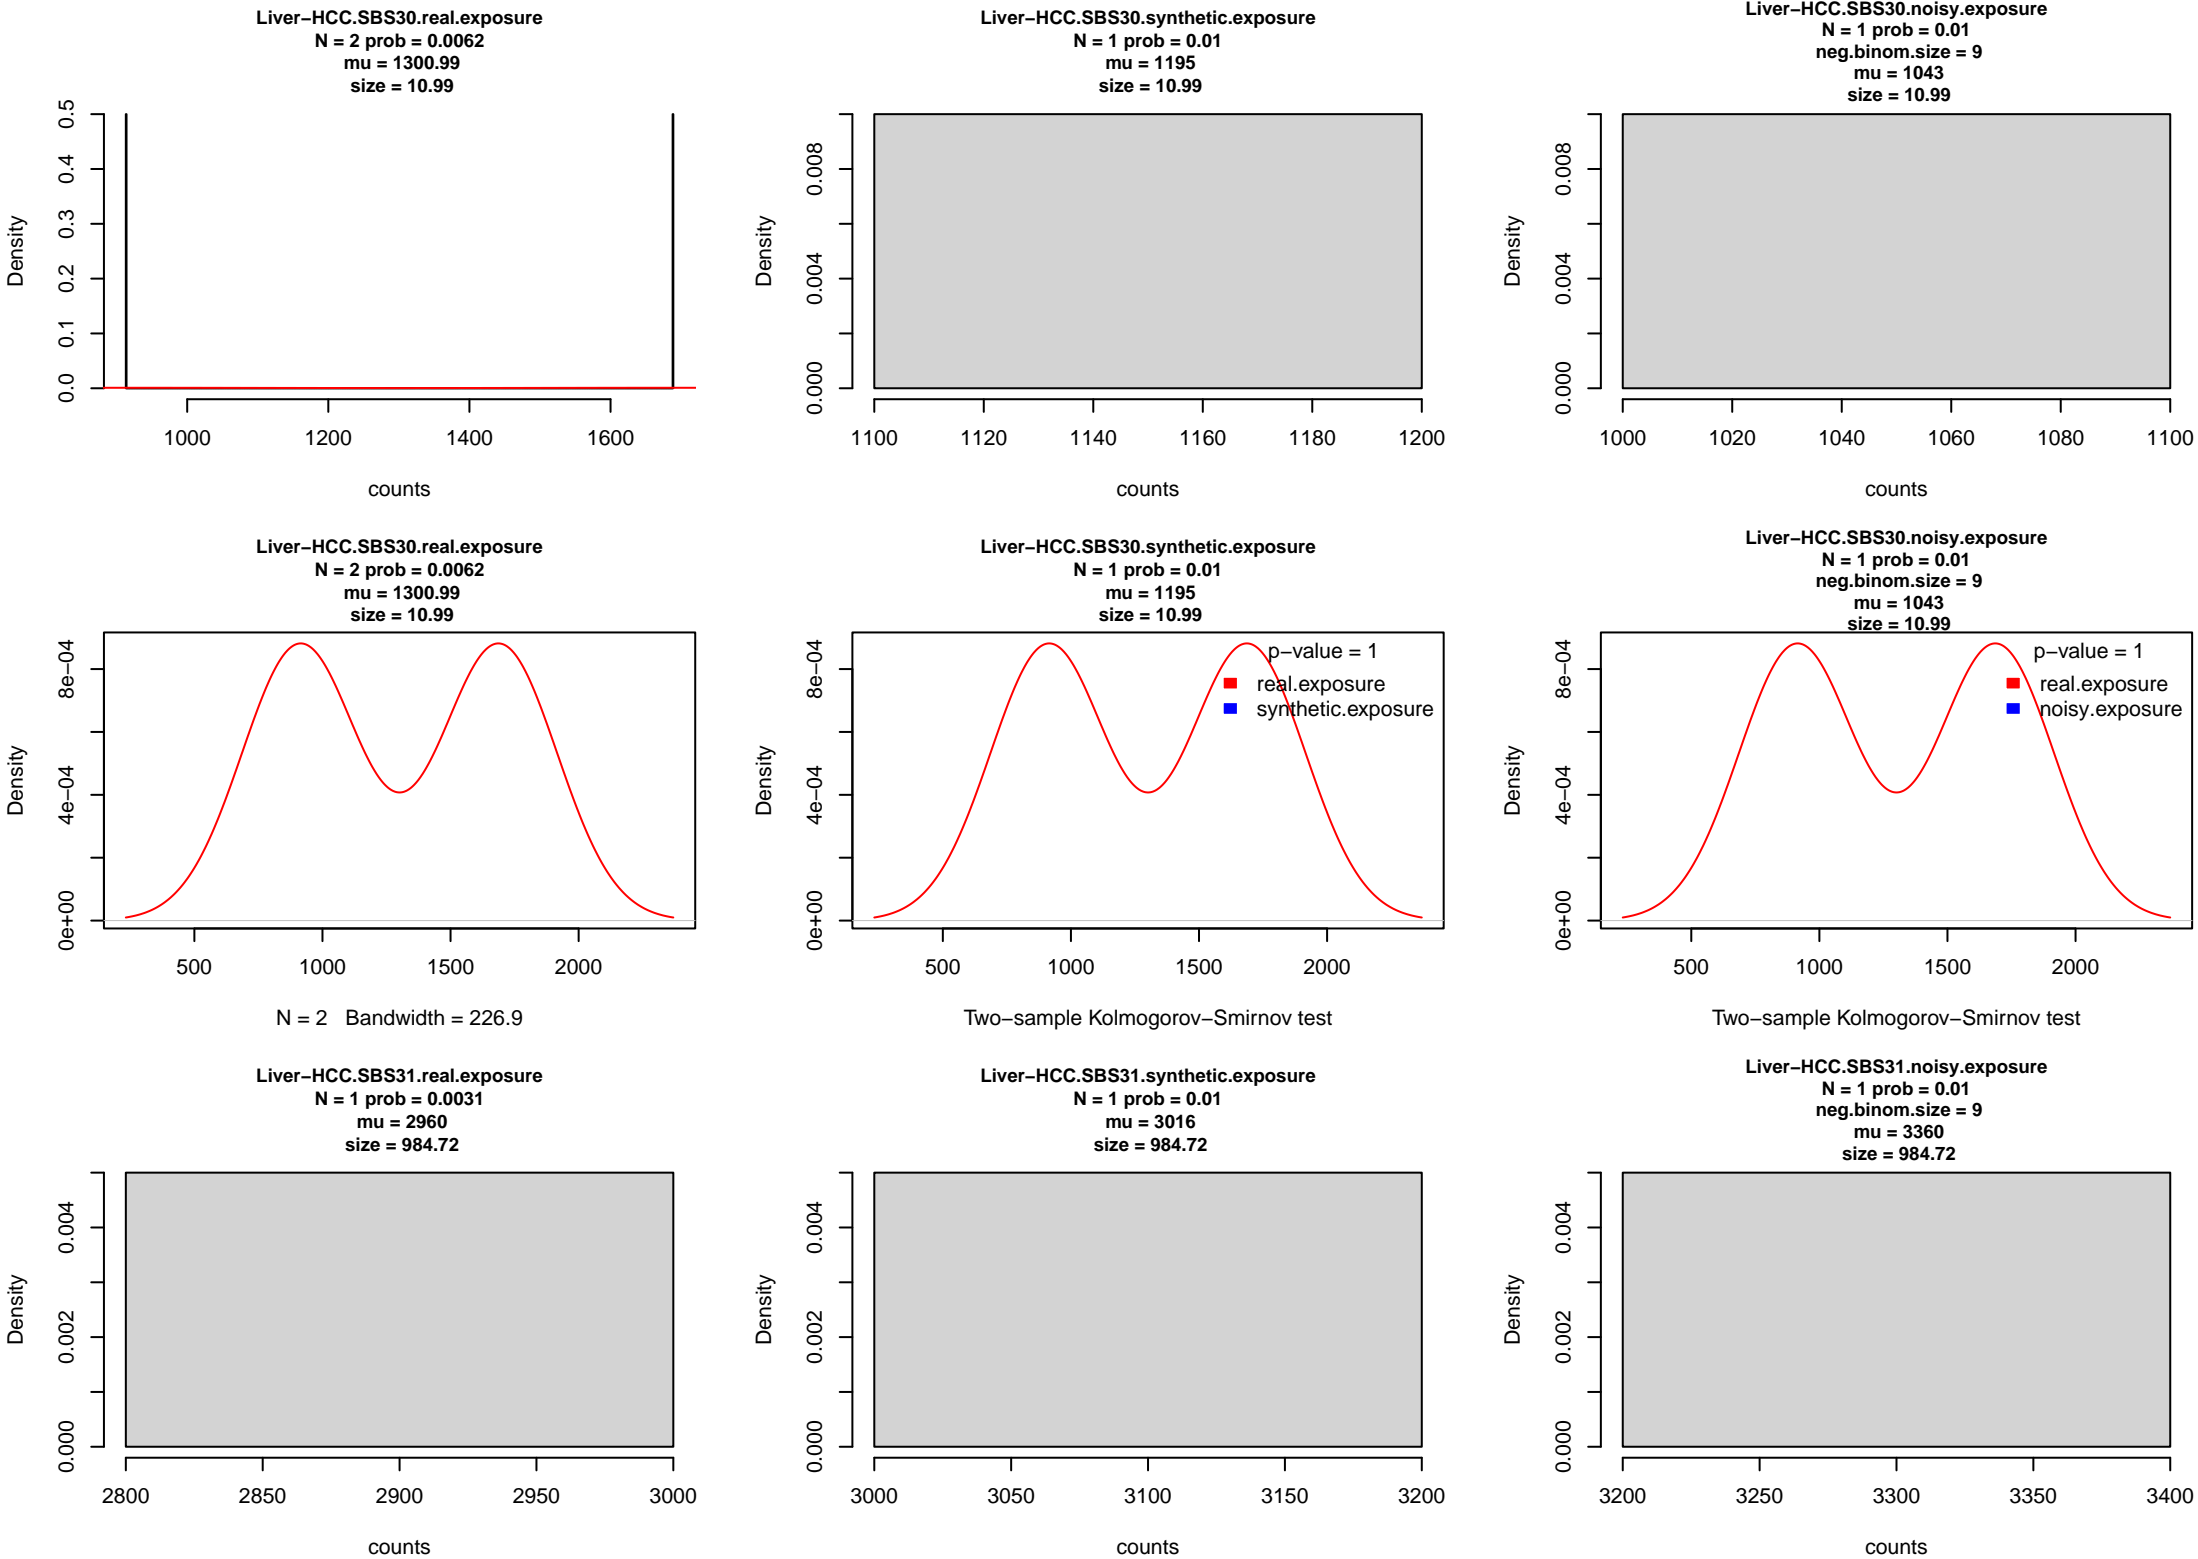 Liver−HCC.SBS30.real.exposure
N = 2 prob = 0.0062
mu = 1300.99
size = 10.99
Density
0.0 0.1 0.2 0.3 0.4 0.5
1000 1200 1400 1600
counts
Liver−HCC.SBS30.synthetic.exposure
N = 1 prob = 0.01
mu = 1195
size = 10.99
Density
0.000 0.004 0.008
1100 1120 1140 1160 1180 1200
counts
Liver−HCC.SBS30.noisy.exposure
N = 1 prob = 0.01
neg.binom.size = 9
mu = 1043
size = 10.99
Density
0.000 0.004 0.008
1000 1020 1040 1060 1080 1100
counts
Liver−HCC.SBS30.real.exposure
N = 2 prob = 0.0062
mu = 1300.99
size = 10.99
Density
0e+00 4e−04 8e−04
500 1000 1500 2000
N = 2 Bandwidth = 226.9
Liver−HCC.SBS30.synthetic.exposure
N = 1 prob = 0.01
mu = 1195
size = 10.99
p−value = 1
real.exposure
synthetic.exposure
Density
0e+00 4e−04 8e−04
500 1000 1500 2000
Two−sample Kolmogorov−Smirnov test
Liver−HCC.SBS30.noisy.exposure
N = 1 prob = 0.01
neg.binom.size = 9
mu = 1043
size = 10.99
p−value = 1
real.exposure
noisy.exposure
Density
0e+00 4e−04 8e−04
500 1000 1500 2000
Two−sample Kolmogorov−Smirnov test
Liver−HCC.SBS31.real.exposure
N = 1 prob = 0.0031
mu = 2960
size = 984.72
Density
0.000 0.002 0.004
2800 2850 2900 2950 3000
counts
Liver−HCC.SBS31.synthetic.exposure
N = 1 prob = 0.01
mu = 3016
size = 984.72
Density
0.000 0.002 0.004
3000 3050 3100 3150 3200
counts
Liver−HCC.SBS31.noisy.exposure
N = 1 prob = 0.01
neg.binom.size = 9
mu = 3360
size = 984.72
Density
0.000 0.002 0.004
3200 3250 3300 3350 3400
counts